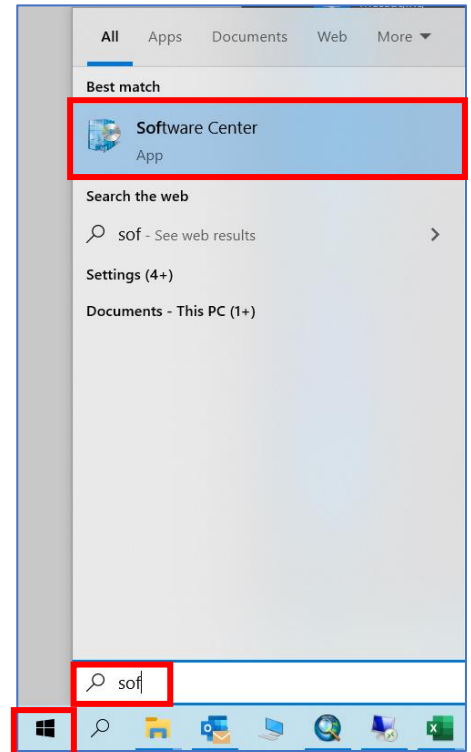 All Apps Documents Web More
Best match
Software Center
App
Search the web
sof - See web results
Settings (4+)
Documents - This PC (1+)
sof